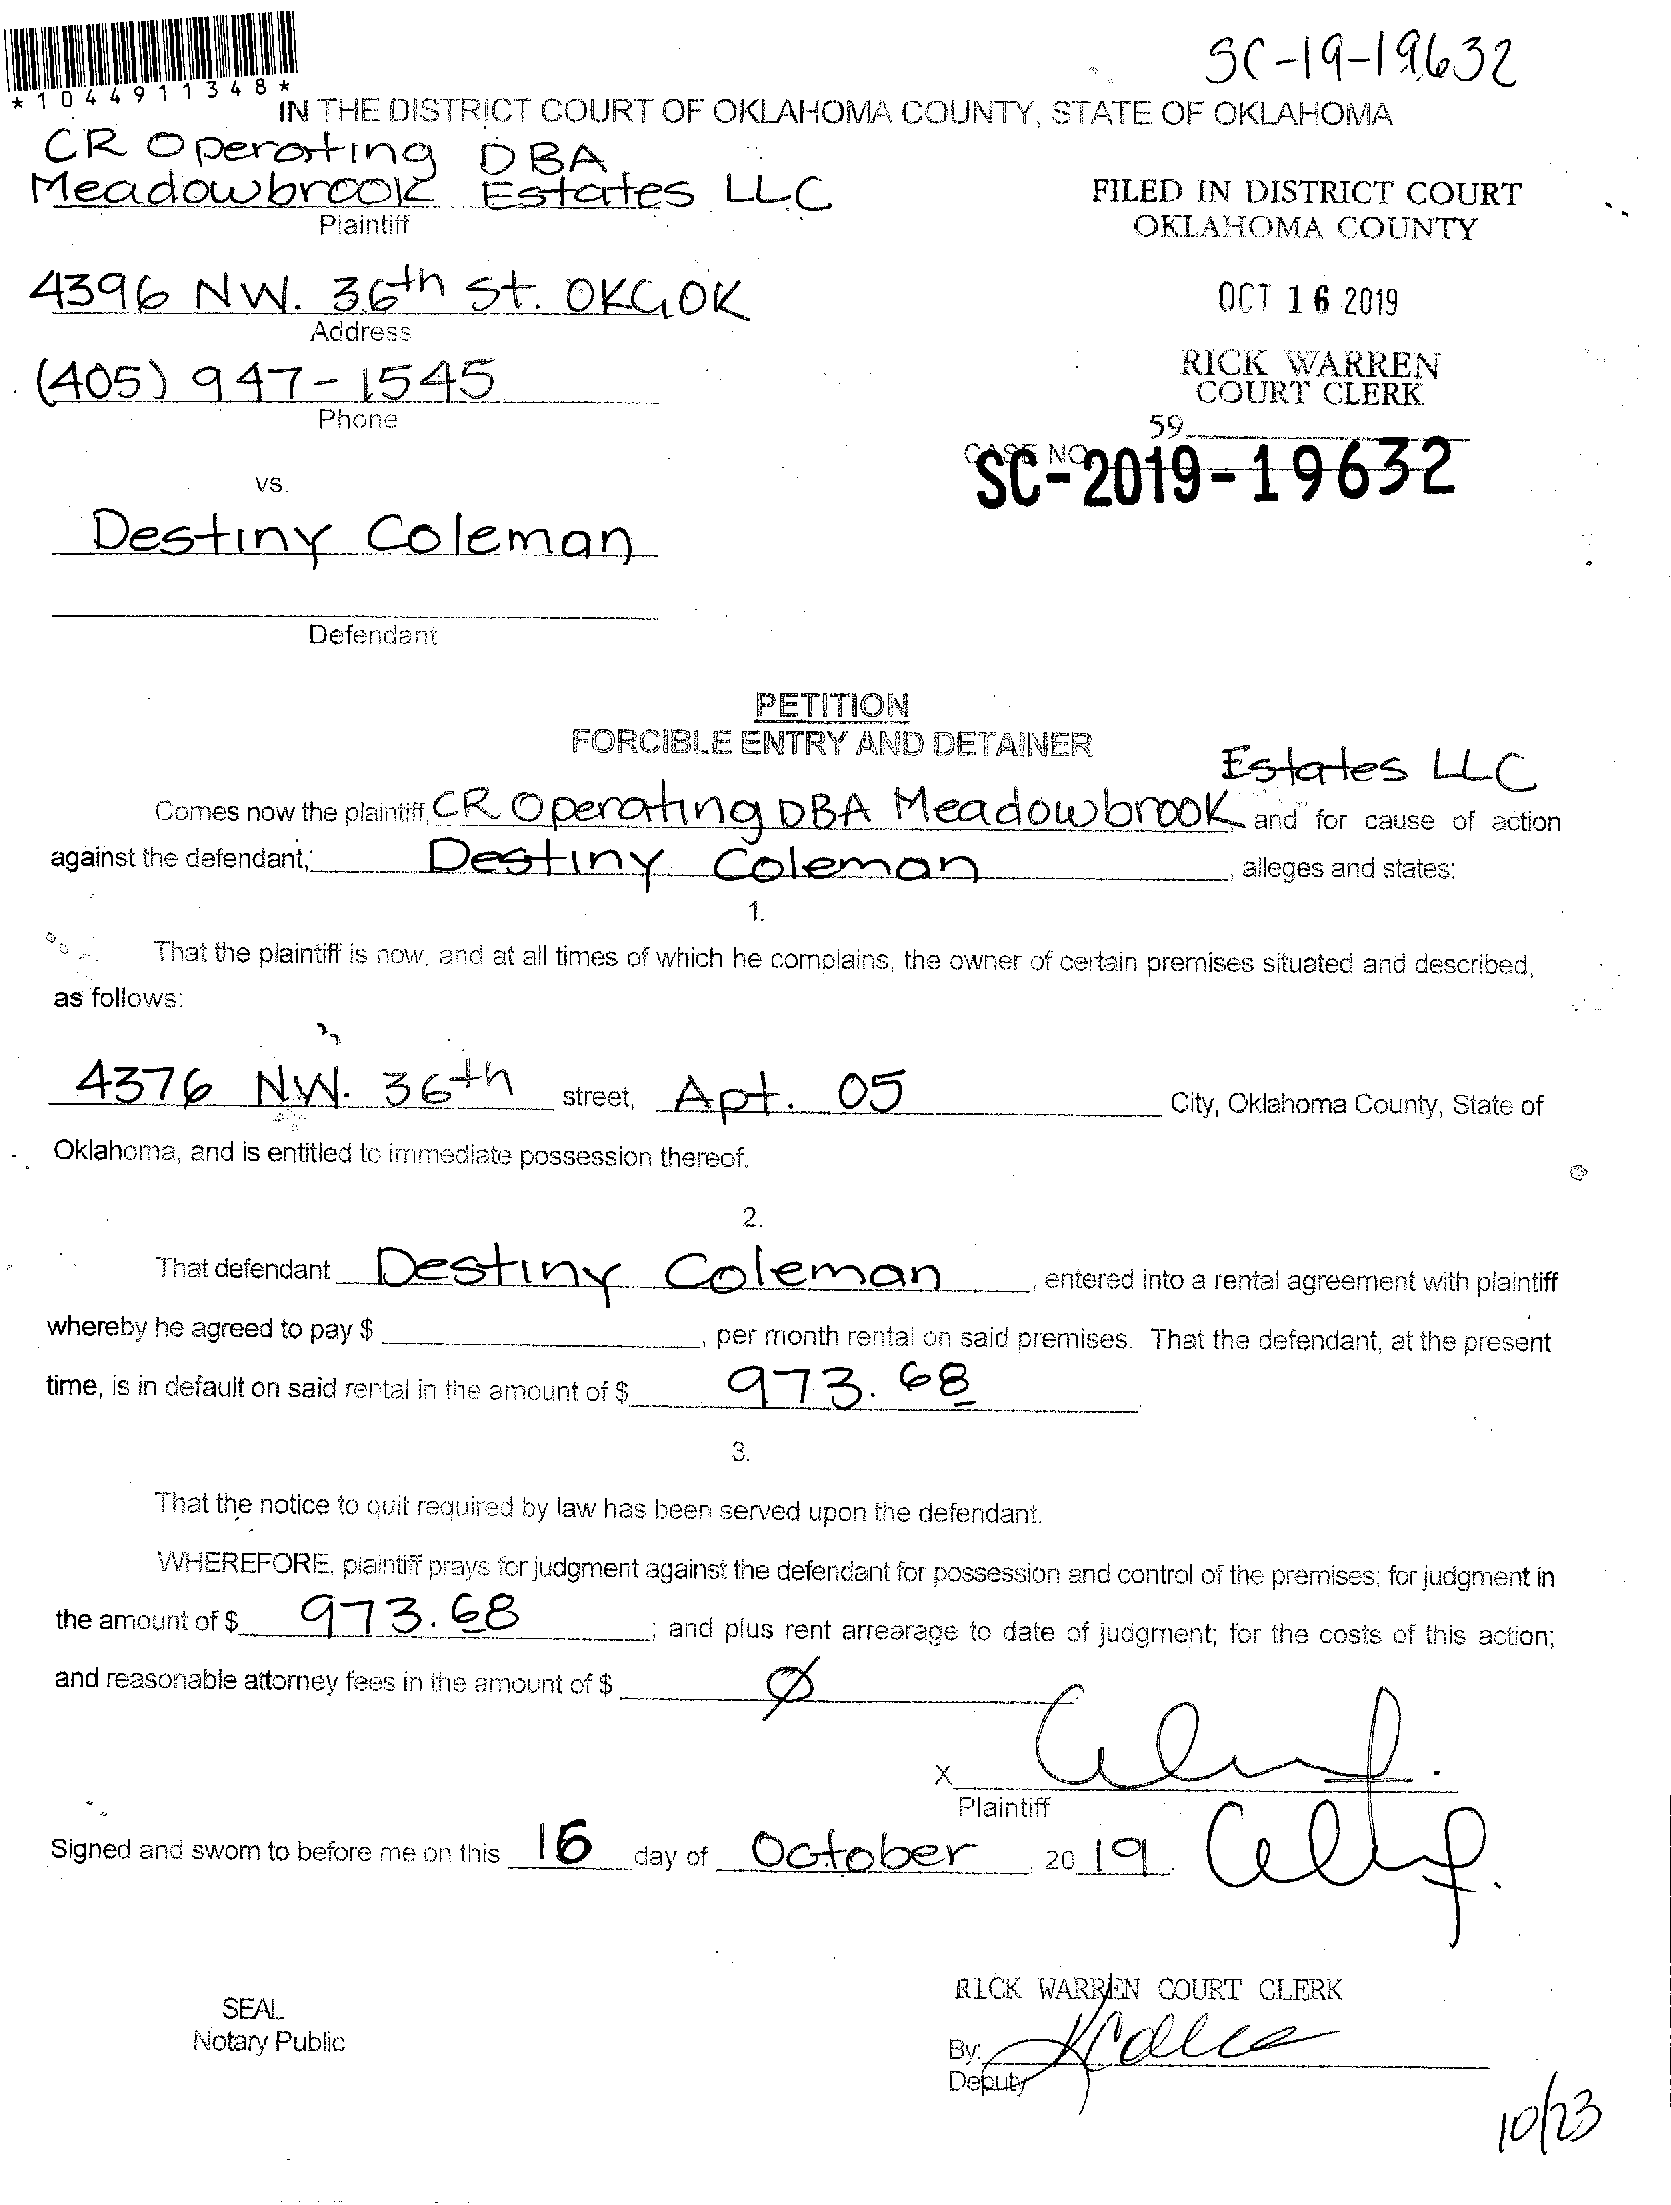 SC-19-19632
*1044911348*
IN THE DISTRICT COURT OF OKLAHOMA COUNTY, STATE OF OKLAHOMA
CR Operating DBA
Meadowbrook Estates LLC
Plaintiff
FILED IN DISTRICT COURT
OKLAHOMA COUNTY
4396 NW. 36th St. OKC, OK
Address
OCT 16 2019
(405) 947-1545
Phone
RICK WARREN
COURT CLERK
59
CASE NO.
SC-2019-19632
vs.
Destiny Coleman
Defendant
PETITION
FORCIBLE ENTRY AND DETAINER
Estates LLC
Comes now the plaintiff, CR Operating DBA Meadowbrook and for cause of action
against the defendant, Destiny Coleman, alleges and states:
1.
That the plaintiff is now, and at all times of which he complains, the owner of certain premises situated and described,
as follows:
4376 NW. 36th street, Apt. 05 City, Oklahoma County, State of
Oklahoma, and is entitled to immediate possession thereof.
2.
That defendant Destiny Coleman, entered into a rental agreement with plaintiff
whereby he agreed to pay $ , per month rental on said premises. That the defendant, at the present
time, is in default on said rental in the amount of $ 973.68
3.
That the notice to quit required by law has been served upon the defendant.
WHEREFORE, plaintiff prays for judgment against the defendant for possession and control of the premises; for judgment in
the amount of $ 973.68 ; and plus rent arrearage to date of judgment; for the costs of this action;
and reasonable attorney fees in the amount of $ Ø
X
Plaintiff
Signed and sworn to before me on this 16 day of October 2019.
SEAL
Notary Public
RICK WARREN COURT CLERK
By:
Deputy
10/23